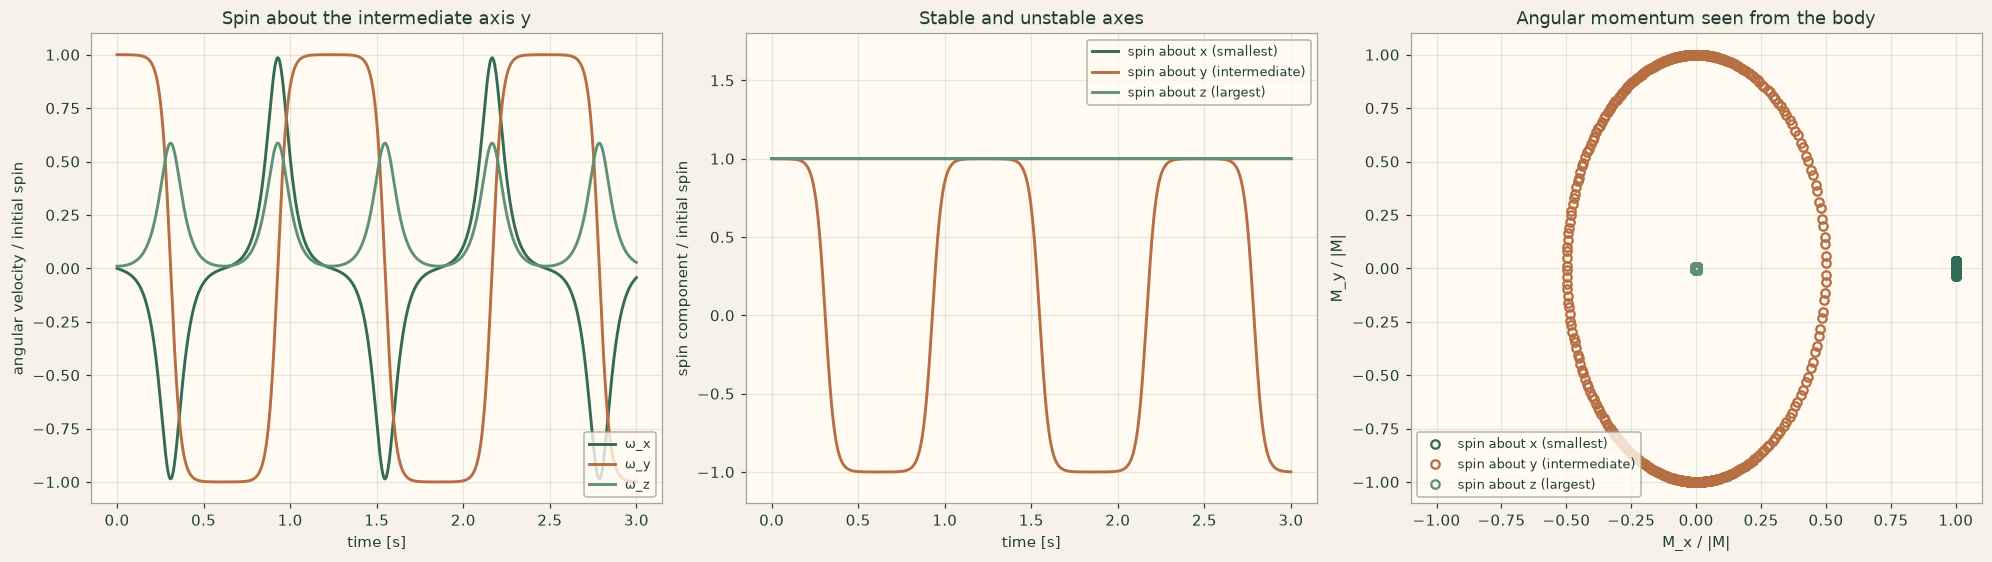 Spin about the intermediate axis y
angular velocity / initial spin
1.00
0.75
0.50
0.25
0.00
−0.25
−0.50
−0.75
−1.00
0.0
0.5
1.0
1.5
2.0
2.5
3.0
time [s]
ω_x
ω_y
ω_z
Stable and unstable axes
spin component / initial spin
1.5
1.0
0.5
0.0
−0.5
−1.0
0.0
0.5
1.0
1.5
2.0
2.5
3.0
time [s]
spin about x (smallest)
spin about y (intermediate)
spin about z (largest)
Angular momentum seen from the body
M_y / |M|
1.00
0.75
0.50
0.25
0.00
−0.25
−0.50
−0.75
−1.00
−1.00
−0.75
−0.50
−0.25
0.00
0.25
0.50
0.75
1.00
M_x / |M|
spin about x (smallest)
spin about y (intermediate)
spin about z (largest)